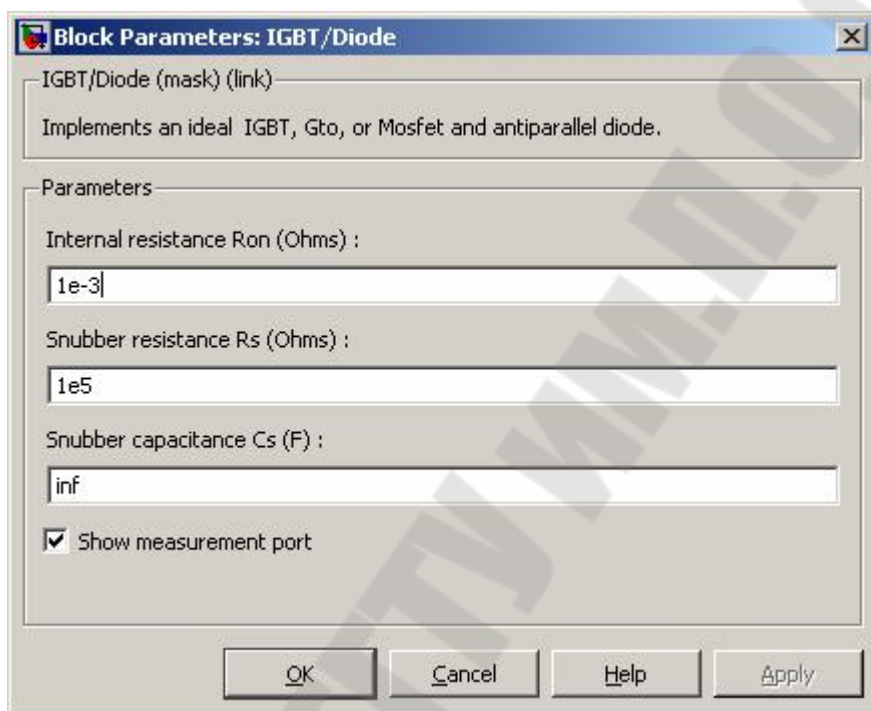 Block Parameters: IGBT/Diode
IGBT/Diode (mask) (link)
Implements an ideal IGBT, Gto, or Mosfet and antiparallel diode.
Parameters
Internal resistance Ron (Ohms) :
1e-3
Snubber resistance Rs (Ohms) :
1e5
Snubber capacitance Cs (F) :
inf
Show measurement port
OK
Cancel
Help
Apply
ГТУ ИМ.П.О.